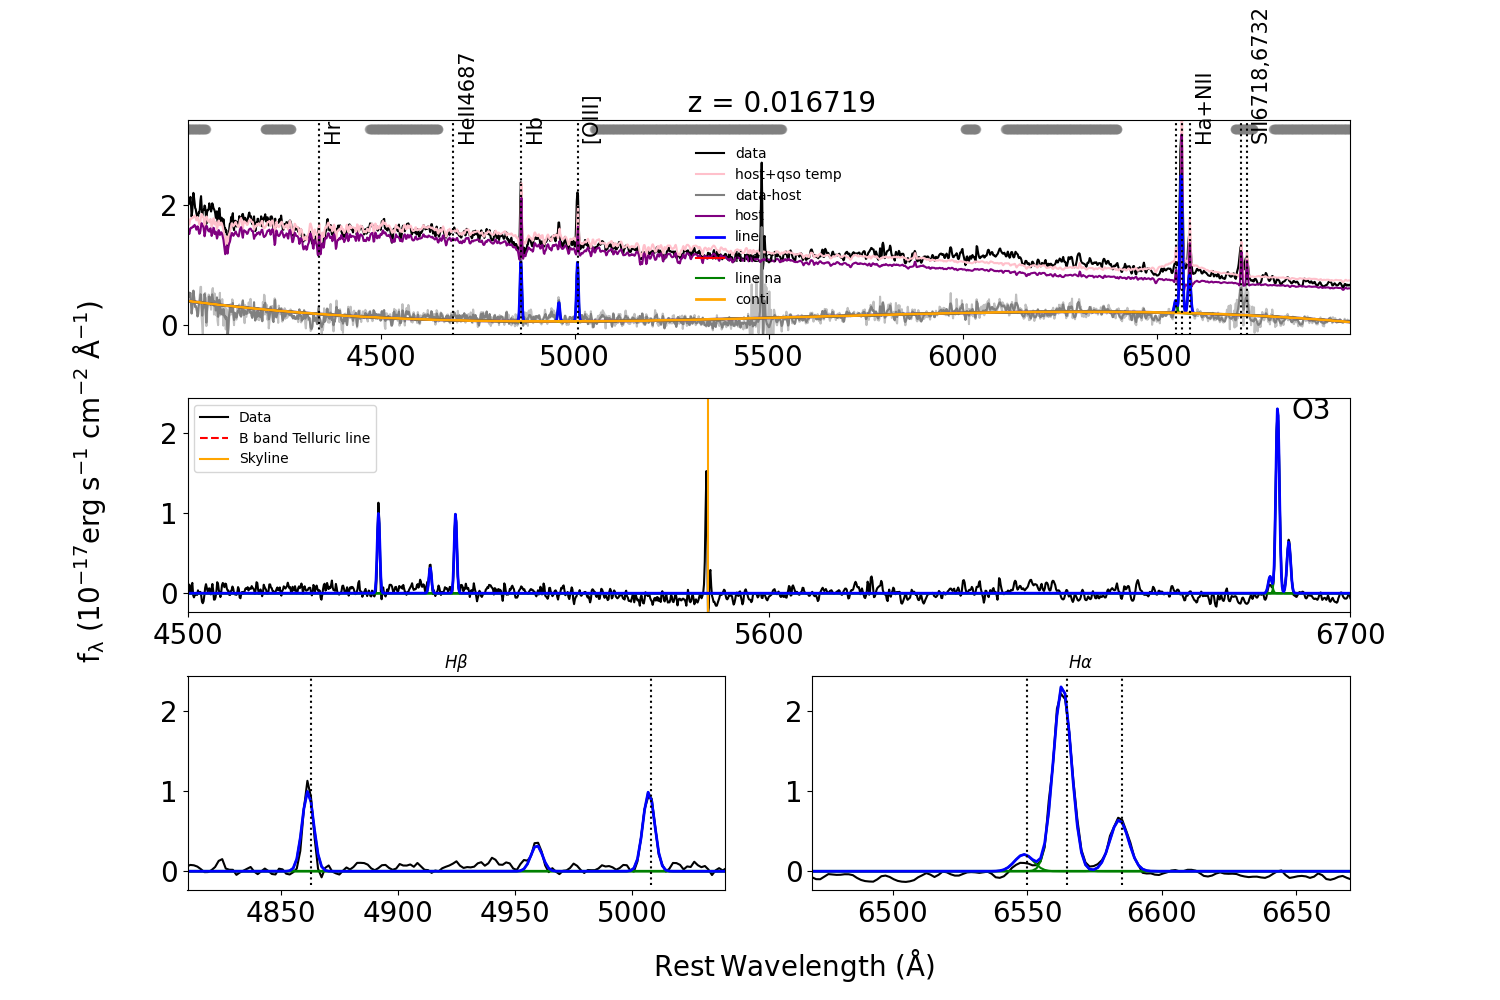 z = 0.016719
Hr
HeII4687
Hb
[OIII]
Ha+NII
SII6718,6732
data
host+qso temp
data-host
host
line
line na
conti
2
0
4500
5000
5500
6000
6500
Data
B band Telluric line
Skyline
O3
2
1
0
4500
5600
6700
fλ (10−17erg s−1 cm−2 Å−1)
Hβ
2
1
0
4850
4900
4950
5000
Hα
2
1
0
6500
6550
6600
6650
Rest Wavelength (Å)